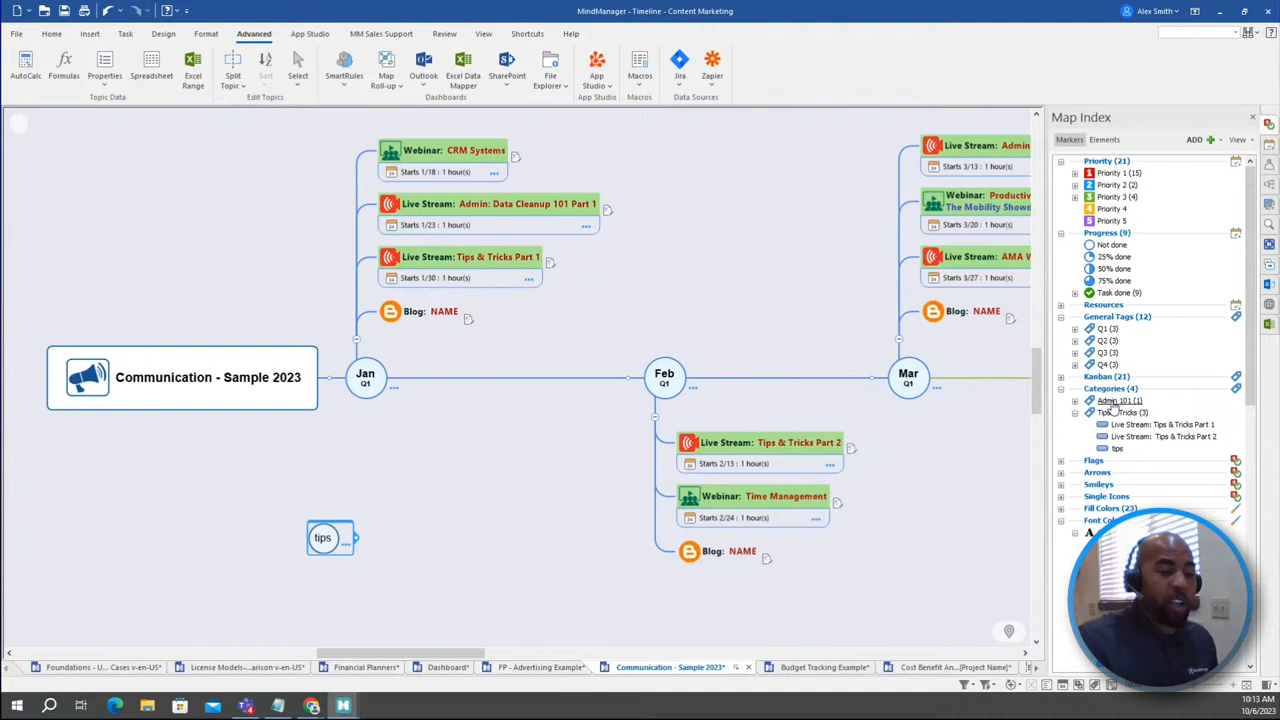 MindManager - Timeline - Content Marketing
Alex Smith
File Home Insert Task Design Format Advanced App Studio MM Sales Support Review View Shortcuts Help
AutoCalc Formulas Properties Spreadsheet Excel Range Split Topic Sort Select SmartRules Map Roll-up Outlook Excel Data Mapper SharePoint File Explorer App Studio Macros Jira Zapier
Topic Data Edit Topics Dashboards App Studio Macros Data Sources
Communication - Sample 2023
Jan
Q1
Webinar: CRM Systems
Starts 1/18 : 1 hour(s)
Live Stream: Admin: Data Cleanup 101 Part 1
Starts 1/23 : 1 hour(s)
Live Stream: Tips & Tricks Part 1
Starts 1/30 : 1 hour(s)
Blog: NAME
Feb
Q1
Live Stream: Tips & Tricks Part 2
Starts 2/13 : 1 hour(s)
Webinar: Time Management
Starts 2/24 : 1 hour(s)
Blog: NAME
Mar
Q1
Live Stream: Admin
Starts 3/13 : 1 hour(s)
Webinar: Productiv
The Mobility Showd
Starts 3/20 : 1 hour(s)
Live Stream: AMA W
Starts 3/27 : 1 hour(s)
Blog: NAME
tips
Map Index
Markers Elements ADD View
Priority (21)
1 Priority 1 (15)
2 Priority 2 (2)
3 Priority 3 (4)
4 Priority 4
5 Priority 5
Progress (9)
Not done
25% done
50% done
75% done
Task done (9)
Resources
General Tags (12)
Q1 (3)
Q2 (3)
Q3 (3)
Q4 (3)
Kanban (21)
Categories (4)
Admin 101 (1)
Tips Tricks (3)
Live Stream: Tips & Tricks Part 1
Live Stream: Tips & Tricks Part 2
tips
Flags
Arrows
Smileys
Single Icons
Fill Colors (23)
Font Co
A
Foundations - U... Cases v-en-US* License Models-...arison v-en-US* Financial Planners* Dashboard* FP - Advertising Example* Communication - Sample 2023* Budget Tracking Example* Cost Benefit An...[Project Name]*
10:13 AM
10/6/2023